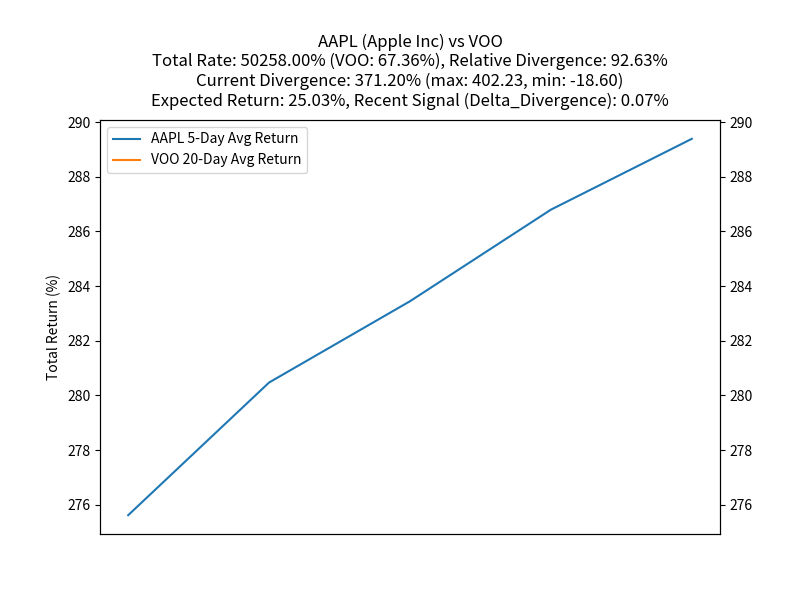 AAPL (Apple Inc) vs VOO
Total Rate: 50258.00% (VOO: 67.36%), Relative Divergence: 92.63%
Current Divergence: 371.20% (max: 402.23, min: -18.60)
Expected Return: 25.03%, Recent Signal (Delta_Divergence): 0.07%
AAPL 5-Day Avg Return
VOO 20-Day Avg Return
Total Return (%)
290
288
286
284
282
280
278
276
290
288
286
284
282
280
278
276